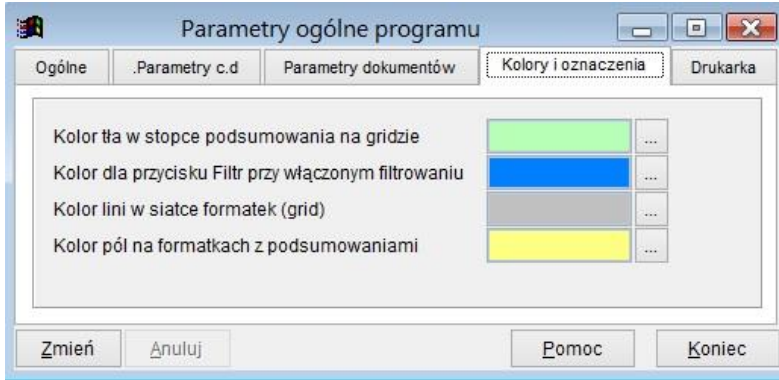 Parametry ogólne programu
Ogólne .Parametry c.d Parametry dokumentów Kolory i oznaczenia Drukarka
Kolor tła w stopce podsumowania na gridzie ...
Kolor dla przycisku Filtr przy włączonym filtrowaniu ...
Kolor lini w siatce formatek (grid) ...
Kolor pól na formatkach z podsumowaniami ...
Zmień Anuluj Pomoc Koniec